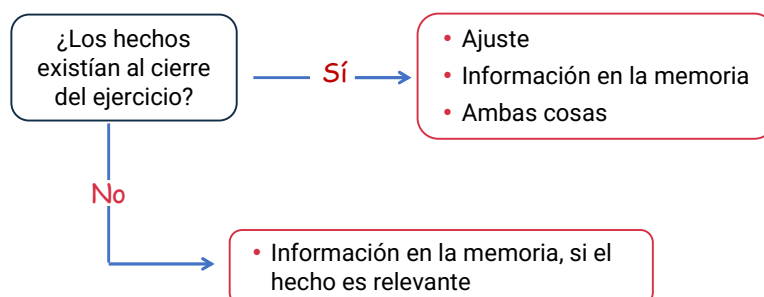 ¿Los hechos
existían al cierre
del ejercicio?
Sí
• Ajuste
• Información en la memoria
• Ambas cosas
No
• Información en la memoria, si el
hecho es relevante